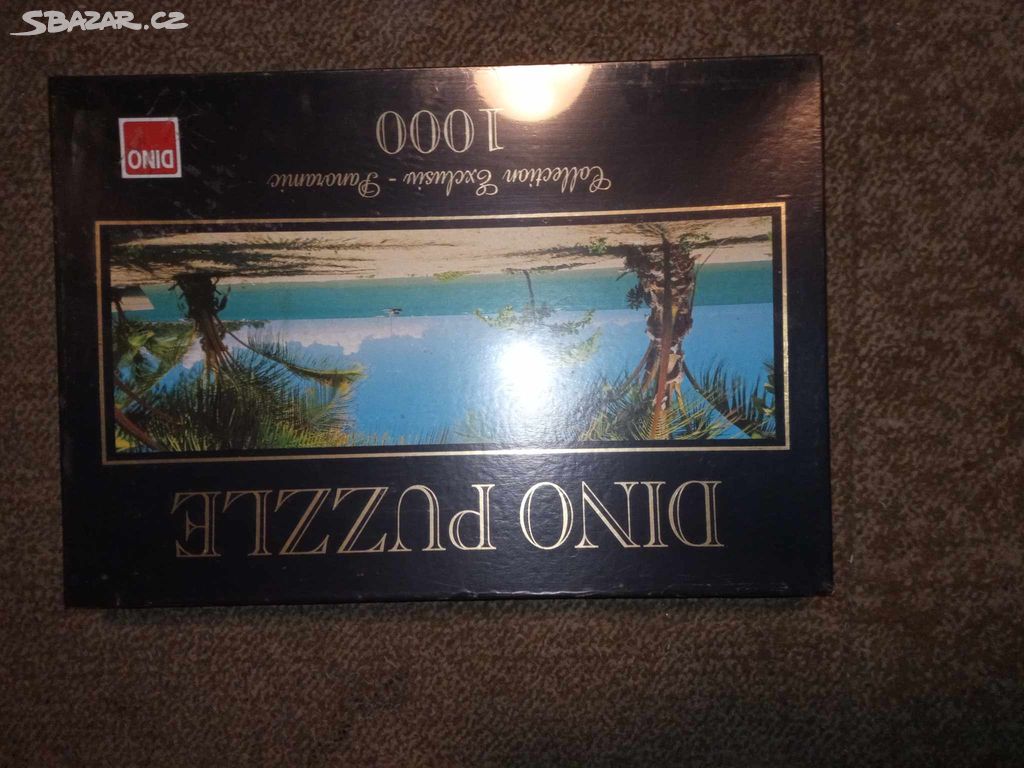 SBAZAR.CZ
DINO PUZZLE
Collection Exclusiv - Panoramic
1000
DINO